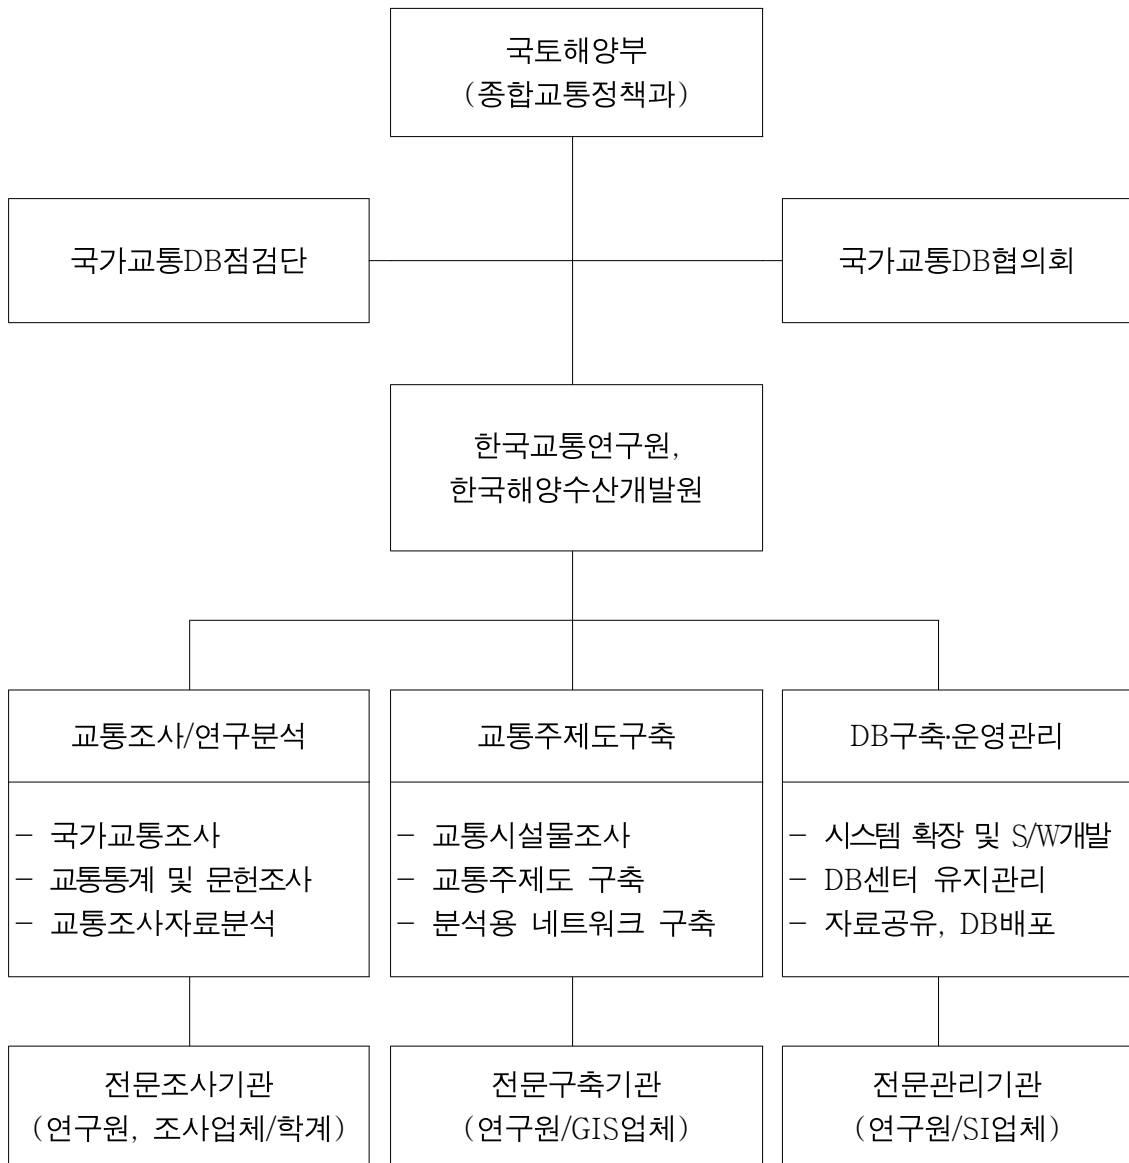 국토해양부
(종합교통정책과)
국가교통DB점검단
국가교통DB협의회
한국교통연구원,
한국해양수산개발원
교통조사/연구분석
- 국가교통조사
- 교통통계 및 문헌조사
- 교통조사자료분석
교통주제도구축
- 교통시설물조사
- 교통주제도 구축
- 분석용 네트워크 구축
DB구축·운영관리
- 시스템 확장 및 S/W개발
- DB센터 유지관리
- 자료공유, DB배포
전문조사기관
(연구원, 조사업체/학계)
전문구축기관
(연구원/GIS업체)
전문관리기관
(연구원/SI업체)